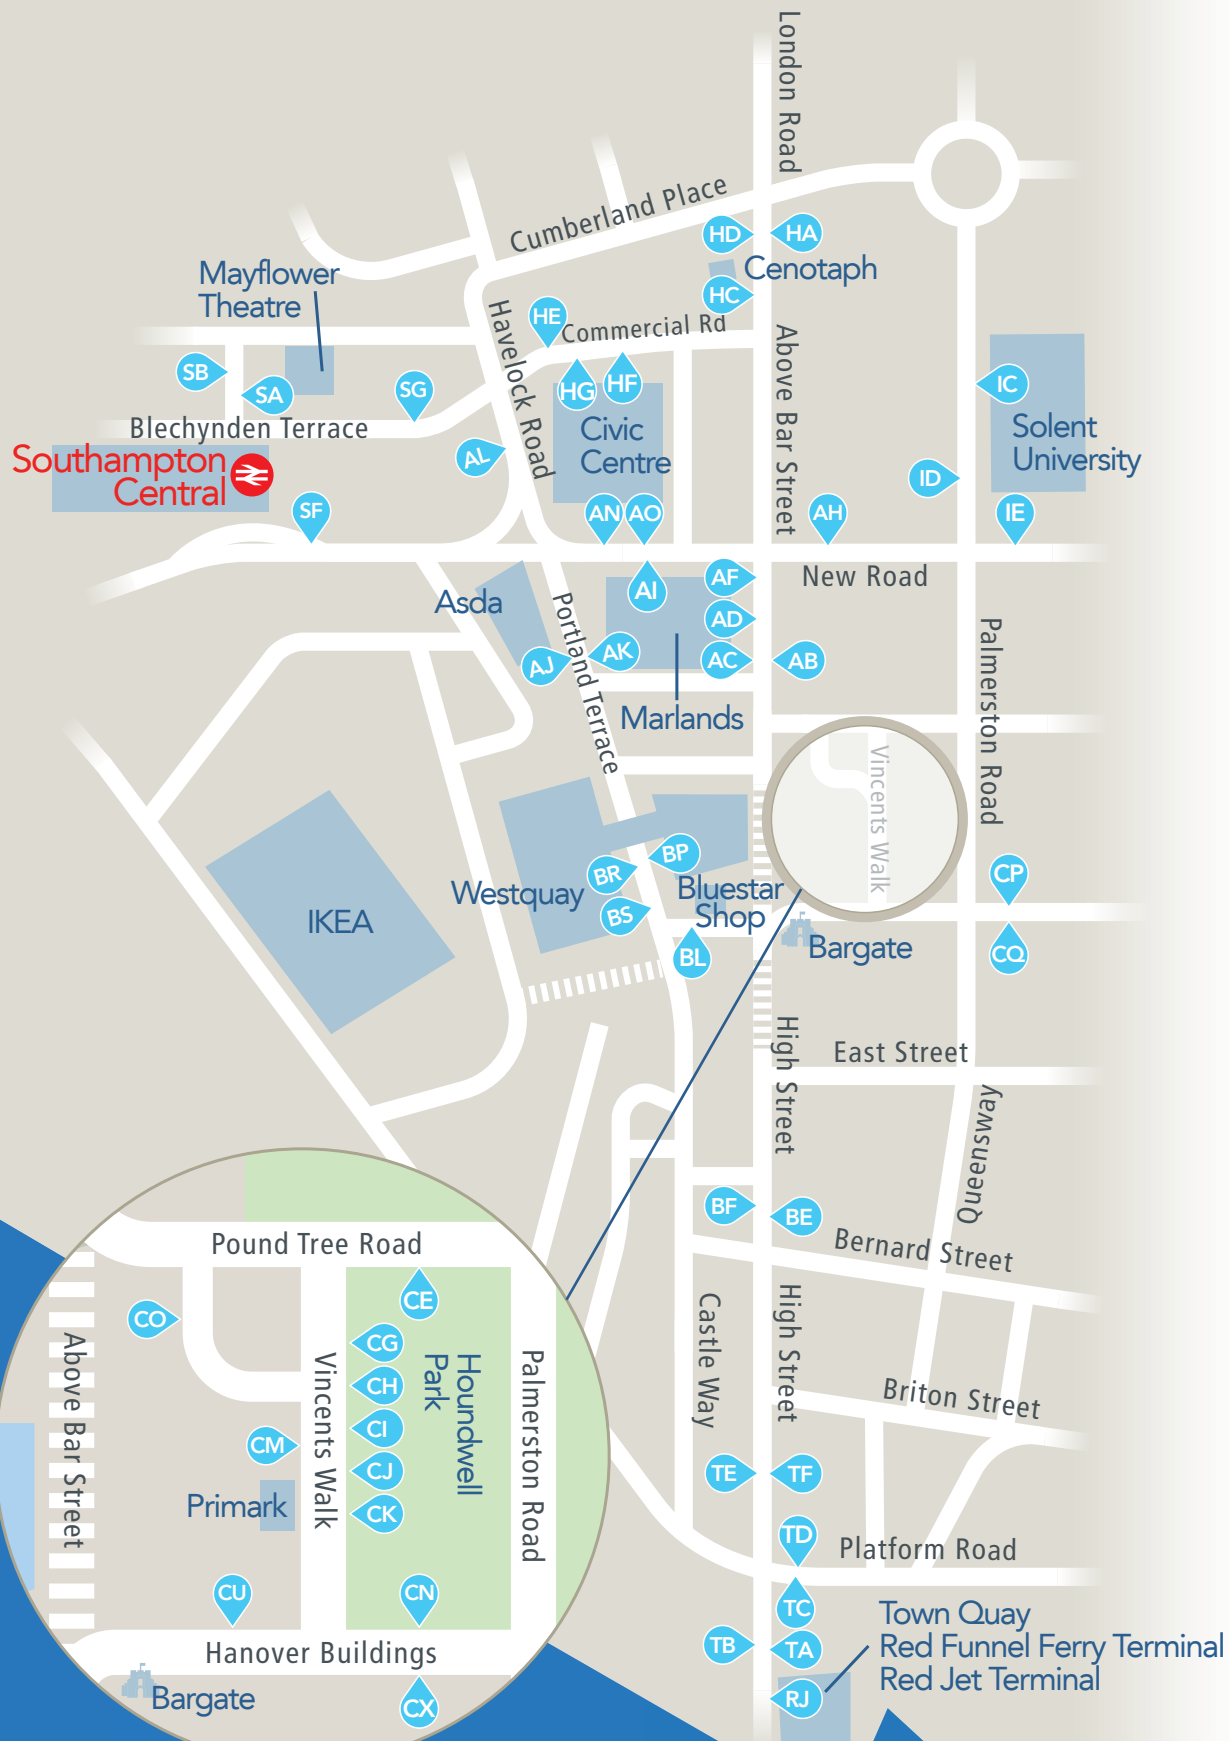 London Road
Cumberland Place
HD
HA
Cenotaph
HC
Mayflower
Theatre
HE
Commercial Rd
Havelock Road
Above Bar Street
SB
SA
SG
HG
HF
IC
Blechynden Terrace
Civic
Centre
Solent
University
Southampton
Central
AL
ID
SF
AN
AO
AH
IE
New Road
AF
AI
Asda
Portland Terrace
AD
AJ
AK
AC
AB
Marlands
Palmerston Road
Vincents Walk
BP
BR
CP
Westquay
Bluestar
Shop
BS
IKEA
Bargate
BL
CQ
High Street
East Street
Queensway
BF
BE
Bernard Street
Castle Way
High Street
Briton Street
TE
TF
TD
Platform Road
TC
TB
TA
RJ
Town Quay
Red Funnel Ferry Terminal
Red Jet Terminal
Pound Tree Road
CE
CO
CG
CH
CI
CJ
CK
CM
Above Bar Street
Vincents Walk
Houndwell
Park
Palmerston Road
Primark
CU
CN
Hanover Buildings
Bargate
CX